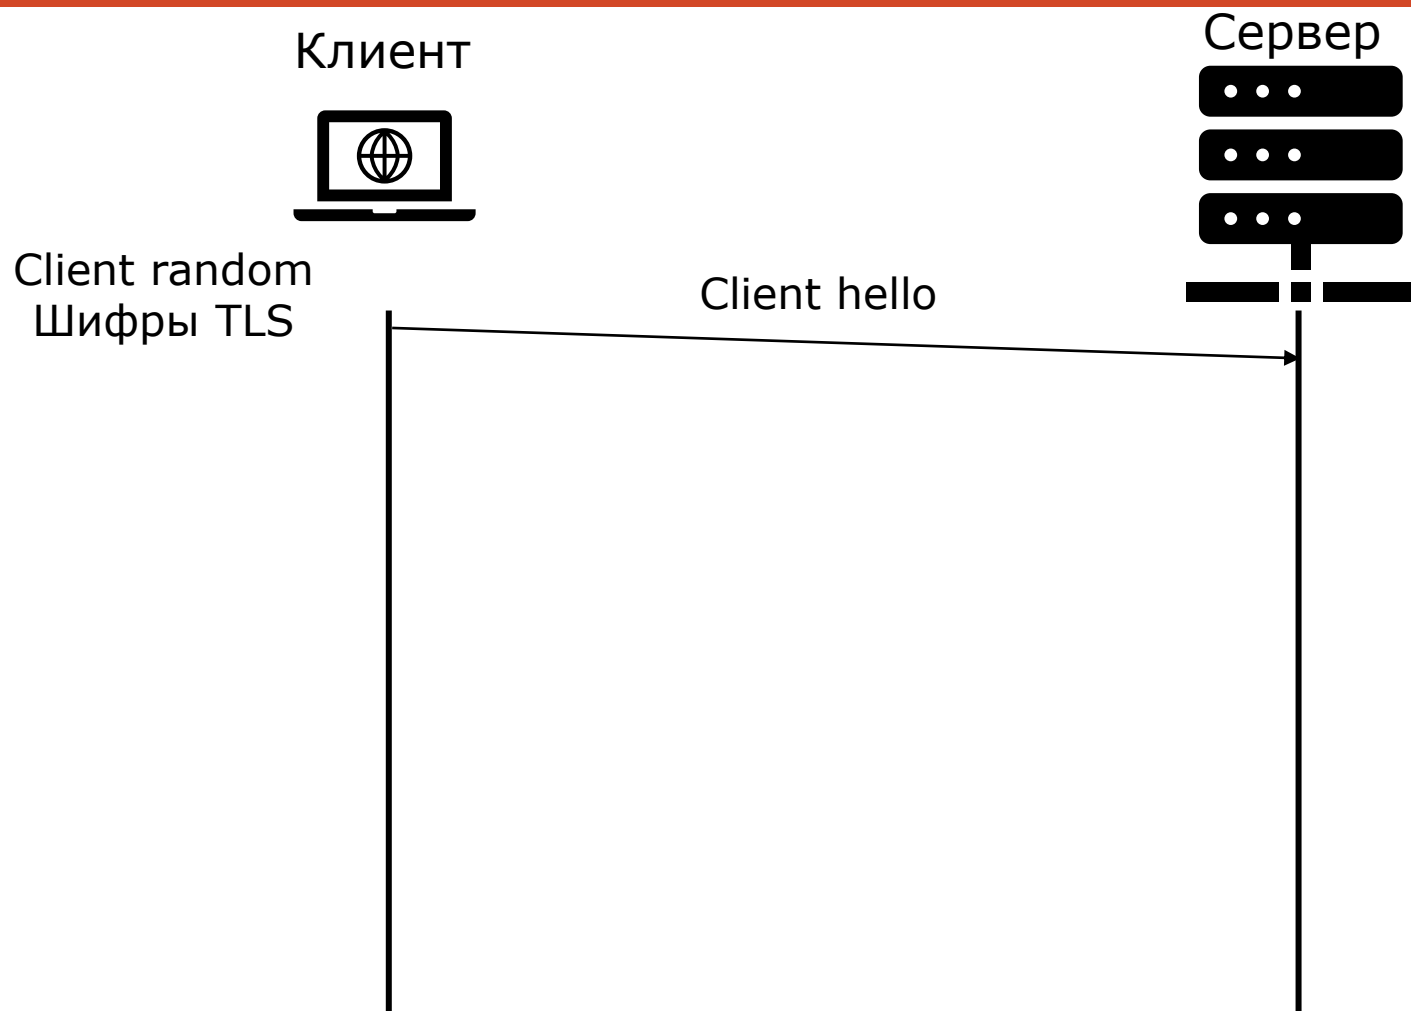 Клиент
Сервер
Client random
Шифры TLS
Client hello